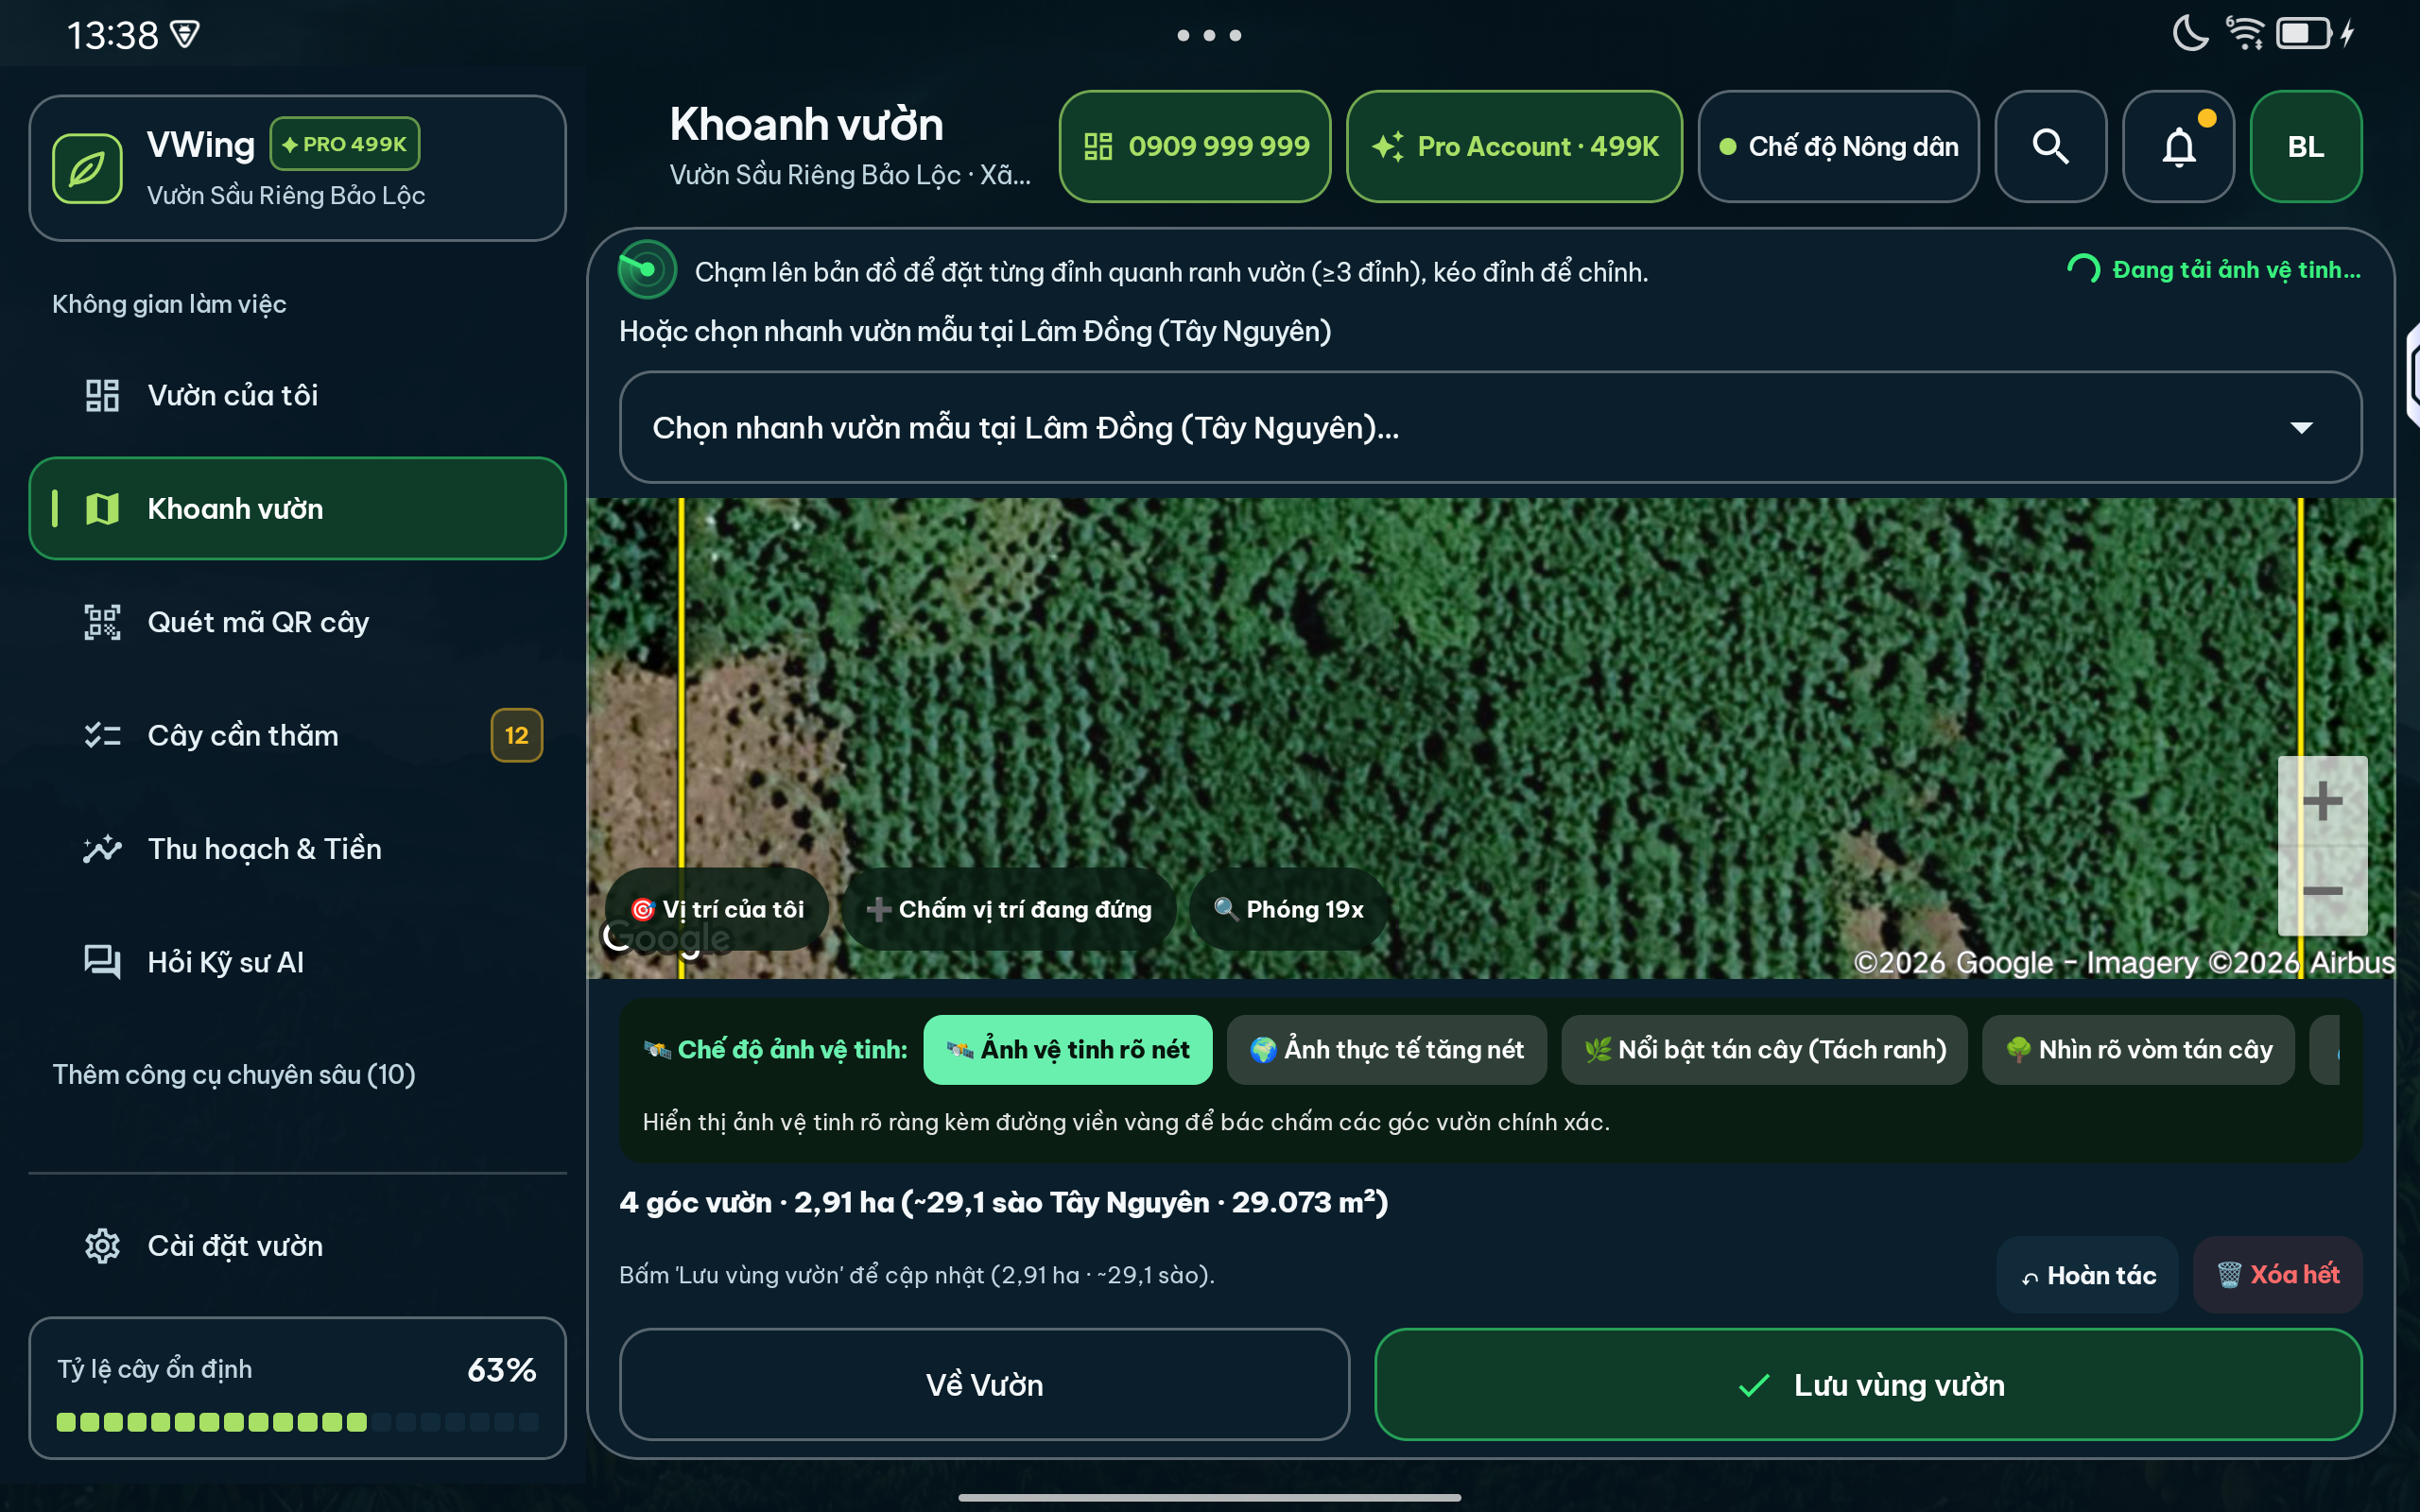 13:38
6
VWing
PRO 499K
Vườn Sầu Riêng Bảo Lộc
Không gian làm việc
Vườn của tôi
Khoanh vườn
Quét mã QR cây
Cây cần thăm
12
Thu hoạch & Tiền
Hỏi Kỹ sư AI
Thêm công cụ chuyên sâu (10)
Cài đặt vườn
Tỷ lệ cây ổn định
63%
Khoanh vườn
Vườn Sầu Riêng Bảo Lộc · Xã...
0909 999 999
Pro Account · 499K
Chế độ Nông dân
BL
Chạm lên bản đồ để đặt từng đỉnh quanh ranh vườn (≥3 đỉnh), kéo đỉnh để chỉnh.
Đang tải ảnh vệ tinh...
Hoặc chọn nhanh vườn mẫu tại Lâm Đồng (Tây Nguyên)
Chọn nhanh vườn mẫu tại Lâm Đồng (Tây Nguyên)...
🎯 Vị trí của tôi
➕ Chấm vị trí đang đứng
🔍 Phóng 19x
Google
©2026 Google - Imagery ©2026 Airbus
🛰️ Chế độ ảnh vệ tinh:
🛰️ Ảnh vệ tinh rõ nét
🌍 Ảnh thực tế tăng nét
🌿 Nổi bật tán cây (Tách ranh)
🌳 Nhìn rõ vòm tán cây
Hiển thị ảnh vệ tinh rõ ràng kèm đường viền vàng để bác chấm các góc vườn chính xác.
4 góc vườn · 2,91 ha (~29,1 sào Tây Nguyên · 29.073 m²)
Bấm 'Lưu vùng vườn' để cập nhật (2,91 ha · ~29,1 sào).
Hoàn tác
🗑️ Xóa hết
Về Vườn
Lưu vùng vườn